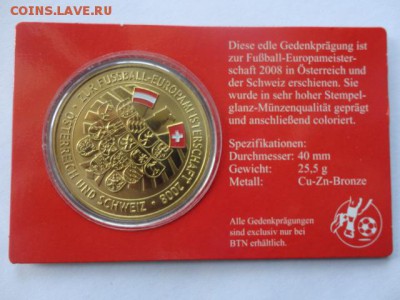 COINS.LAVE.RU
Diese edle Gedenkprägung ist
zur Fußball-Europameister-
schaft 2008 in Österreich und
der Schweiz erschienen. Sie
wurde in sehr hoher Stempel-
glanz-Münzenqualität geprägt
und anschließend coloriert.
Spezifikationen:
Durchmesser: 40 mm
Gewicht: 25,5 g
Metall: Cu-Zn-Bronze
Alle Gedenkprägungen
sind exclusiv nur bei
BTN erhältlich.
FUSSBALL-EUROPAMEISTERSCHAFT 2008
ÖSTERREICH UND SCHWEIZ